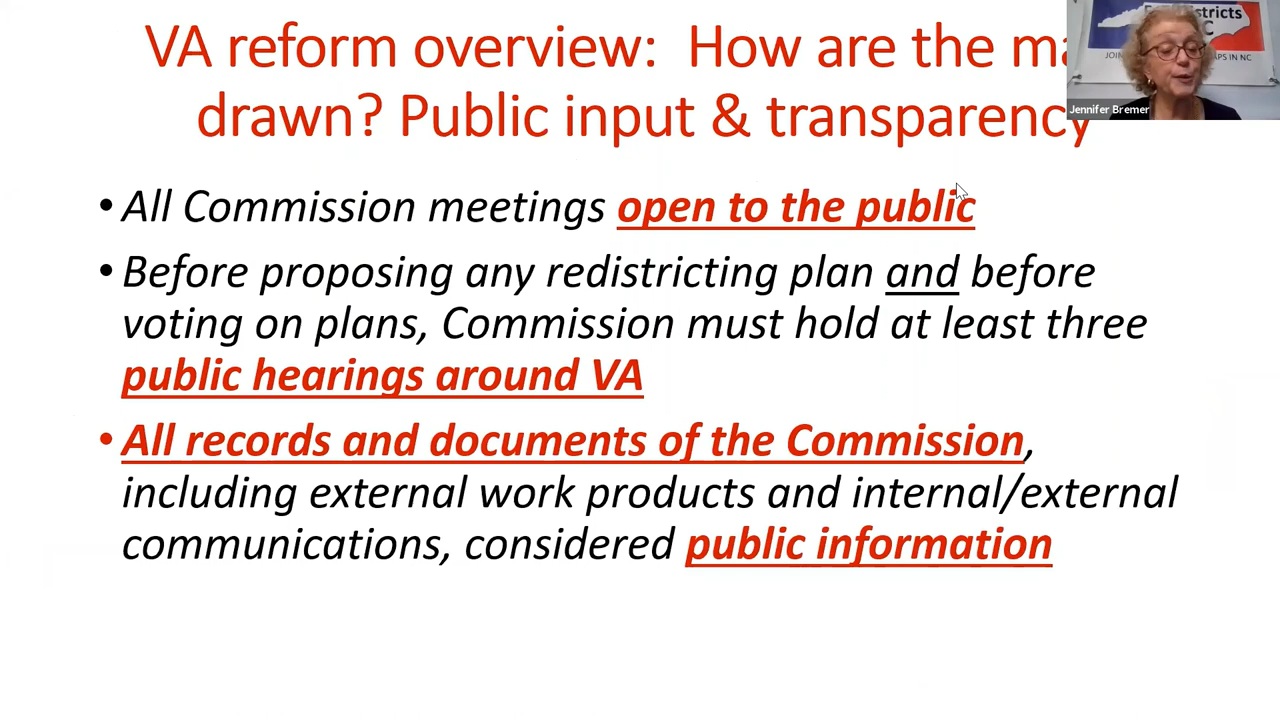 VA reform overview:  How are the
drawn? Public input & transparency
• All Commission meetings open to the public
• Before proposing any redistricting plan and before
voting on plans, Commission must hold at least three
public hearings around VA
• All records and documents of the Commission,
including external work products and internal/external
communications, considered public information
Jennifer Bremer
IN NC